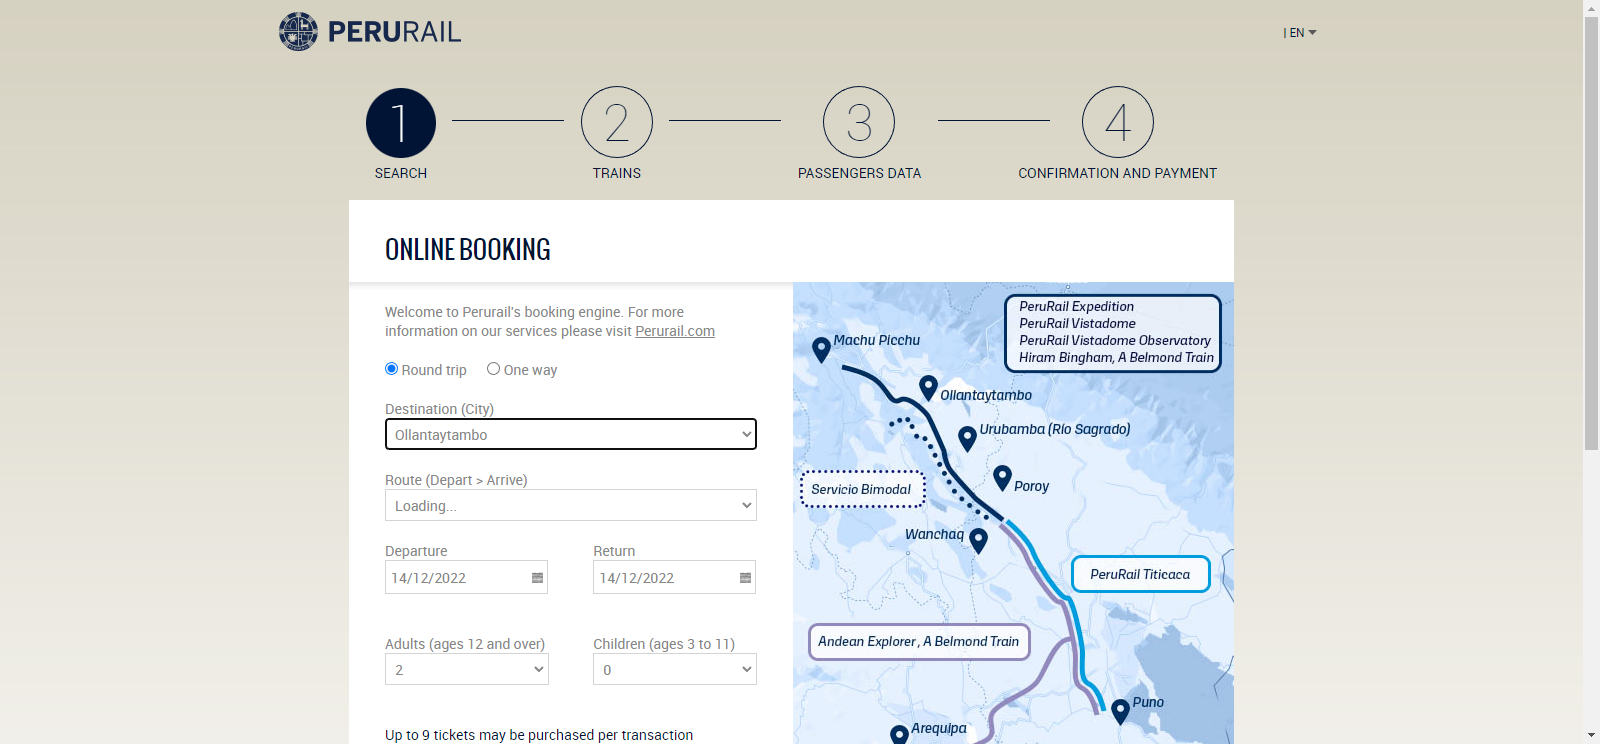 PERURAIL
| EN
1
2
3
4
SEARCH
TRAINS
PASSENGERS DATA
CONFIRMATION AND PAYMENT
ONLINE BOOKING
Welcome to Perurail's booking engine. For more
information on our services please visit Perurail.com
Round trip
One way
Destination (City)
Ollantaytambo
Route (Depart > Arrive)
Loading...
Departure
Return
14/12/2022
14/12/2022
Adults (ages 12 and over)
Children (ages 3 to 11)
2
0
Up to 9 tickets may be purchased per transaction
PeruRail Expedition
PeruRail Vistadome
PeruRail Vistadome Observatory
Hiram Bingham, A Belmond Train
Machu Picchu
Ollantaytambo
Urubamba (Río Sagrado)
Poroy
Servicio Bimodal
Wanchaq
PeruRail Titicaca
Andean Explorer, A Belmond Train
Puno
Arequipa